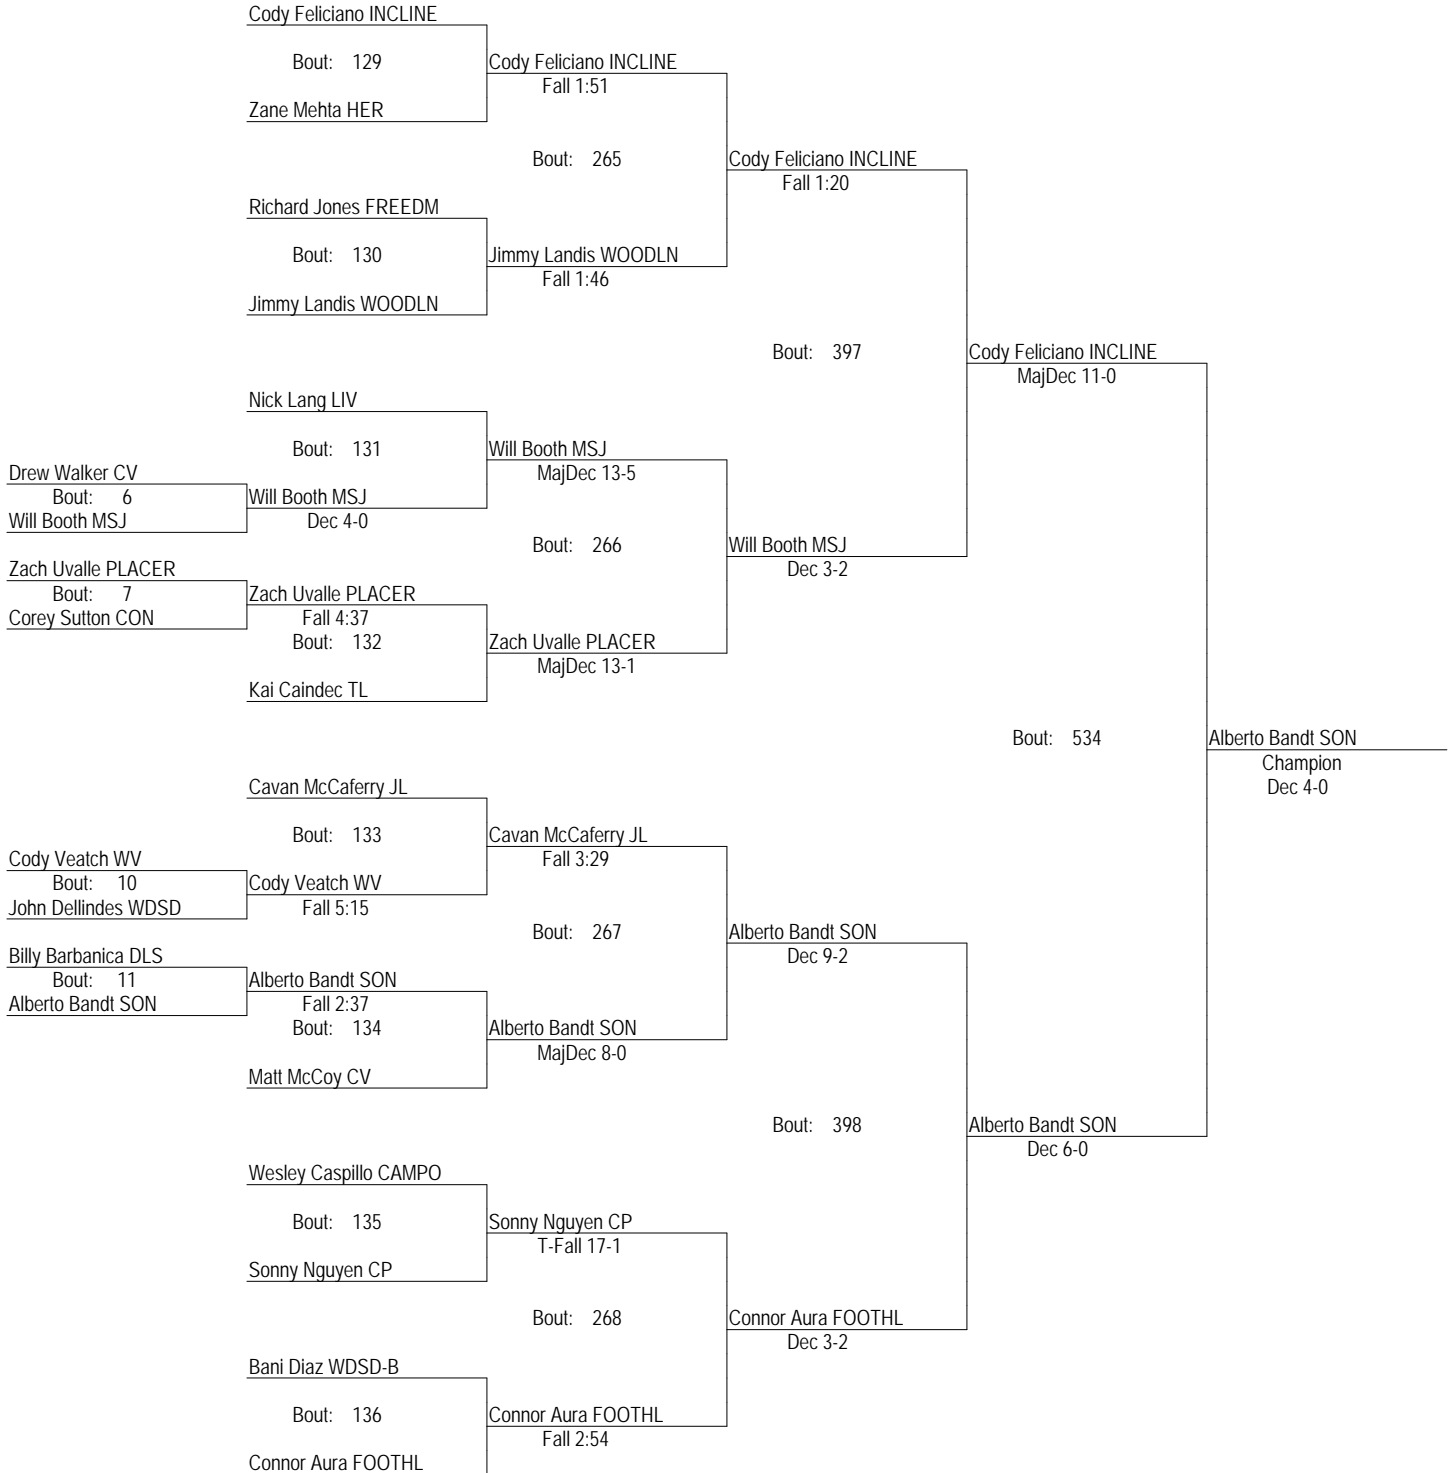 Cody Feliciano INCLINE
Bout: 129
Cody Feliciano INCLINE
Fall 1:51
Zane Mehta HER
Bout: 265
Cody Feliciano INCLINE
Fall 1:20
Richard Jones FREEDM
Bout: 130
Jimmy Landis WOODLN
Fall 1:46
Jimmy Landis WOODLN
Bout: 397
Cody Feliciano INCLINE
MajDec 11-0
Nick Lang LIV
Bout: 131
Will Booth MSJ
MajDec 13-5
Drew Walker CV
Bout: 6
Will Booth MSJ
Will Booth MSJ
Dec 4-0
Bout: 266
Will Booth MSJ
Dec 3-2
Zach Uvalle PLACER
Bout: 7
Zach Uvalle PLACER
Corey Sutton CON
Fall 4:37
Bout: 132
Zach Uvalle PLACER
MajDec 13-1
Kai Caindec TL
Bout: 534
Alberto Bandt SON
Champion
Dec 4-0
Cavan McCaferry JL
Bout: 133
Cavan McCaferry JL
Fall 3:29
Cody Veatch WV
Bout: 10
Cody Veatch WV
John Dellindes WDSD
Fall 5:15
Bout: 267
Alberto Bandt SON
Dec 9-2
Billy Barbanica DLS
Bout: 11
Alberto Bandt SON
Alberto Bandt SON
Fall 2:37
Bout: 134
Alberto Bandt SON
MajDec 8-0
Matt McCoy CV
Bout: 398
Alberto Bandt SON
Dec 6-0
Wesley Caspillo CAMPO
Bout: 135
Sonny Nguyen CP
T-Fall 17-1
Sonny Nguyen CP
Bout: 268
Connor Aura FOOTHL
Dec 3-2
Bani Diaz WDSD-B
Bout: 136
Connor Aura FOOTHL
Fall 2:54
Connor Aura FOOTHL